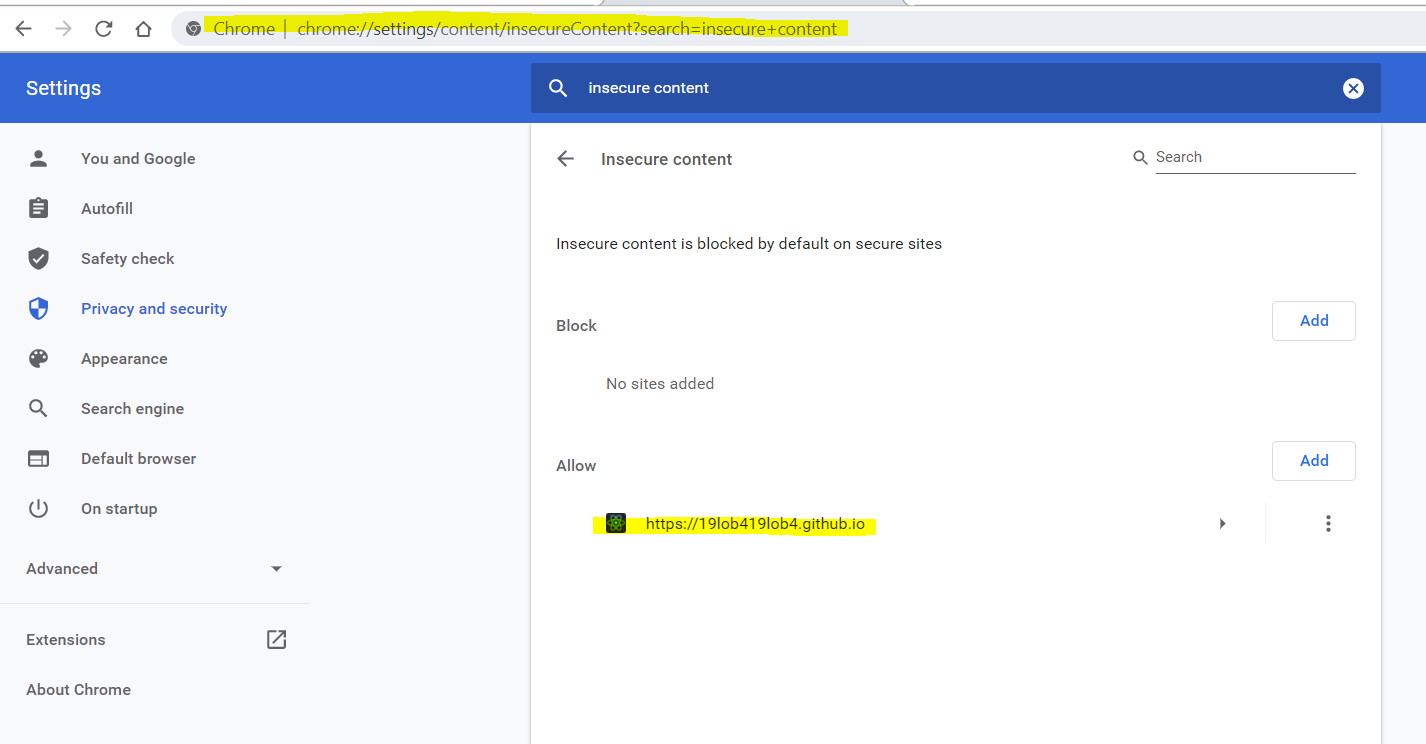 Chrome | chrome://settings/content/insecureContent?search=insecure+content
Settings
insecure content
You and Google
Autofill
Safety check
Privacy and security
Appearance
Search engine
Default browser
On startup
Advanced
Extensions
About Chrome
Insecure content
Search
Insecure content is blocked by default on secure sites
Block
Add
No sites added
Allow
Add
https://19lob419lob4.github.io